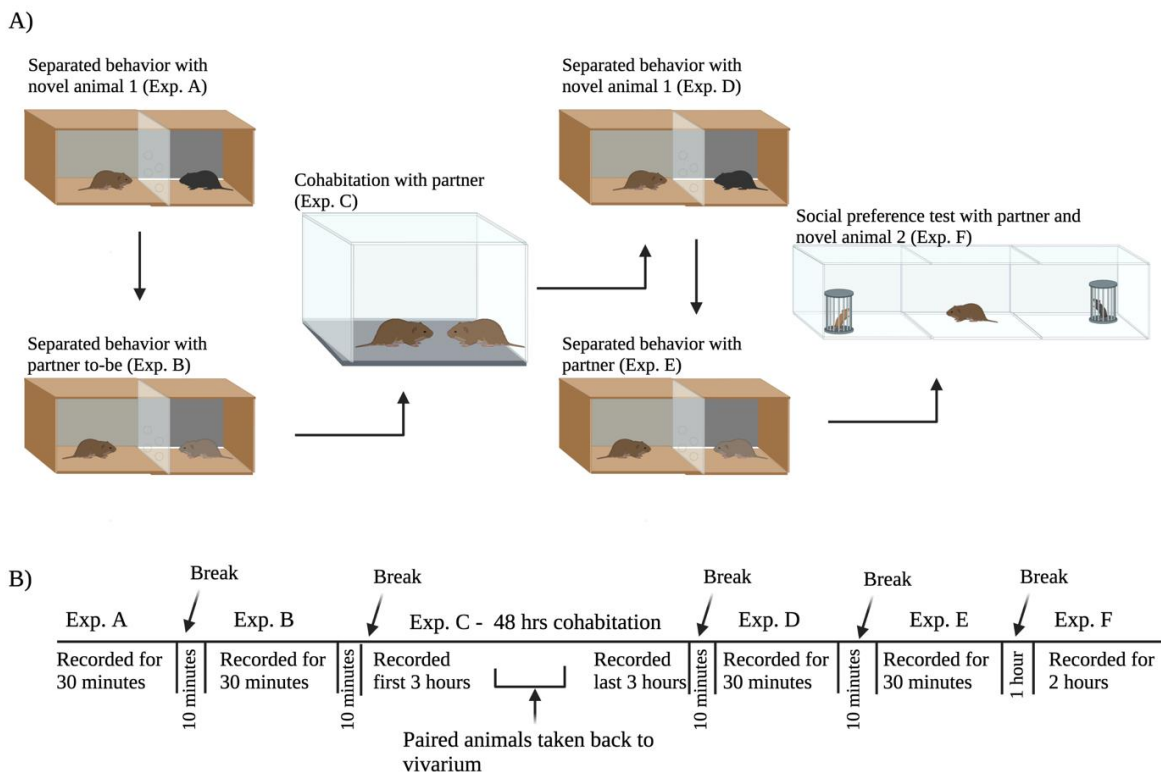 A)
Separated behavior with
novel animal 1 (Exp. A)
Separated behavior with
novel animal 1 (Exp. D)
Cohabitation with partner
(Exp. C)
Social preference test with partner and
novel animal 2 (Exp. F)
Separated behavior with
partner to-be (Exp. B)
Separated behavior with
partner (Exp. E)
B)
Break
Break
Break
Break
Break
Exp. A
Exp. B
Exp. C - 48 hrs cohabitation
Exp. D
Exp. E
Exp. F
Recorded for
30 minutes
10 minutes
Recorded for
30 minutes
10 minutes
Recorded
first 3 hours
Recorded
last 3 hours
10 minutes
Recorded for
30 minutes
10 minutes
Recorded for
30 minutes
1 hour
Recorded for
2 hours
Paired animals taken back to
vivarium